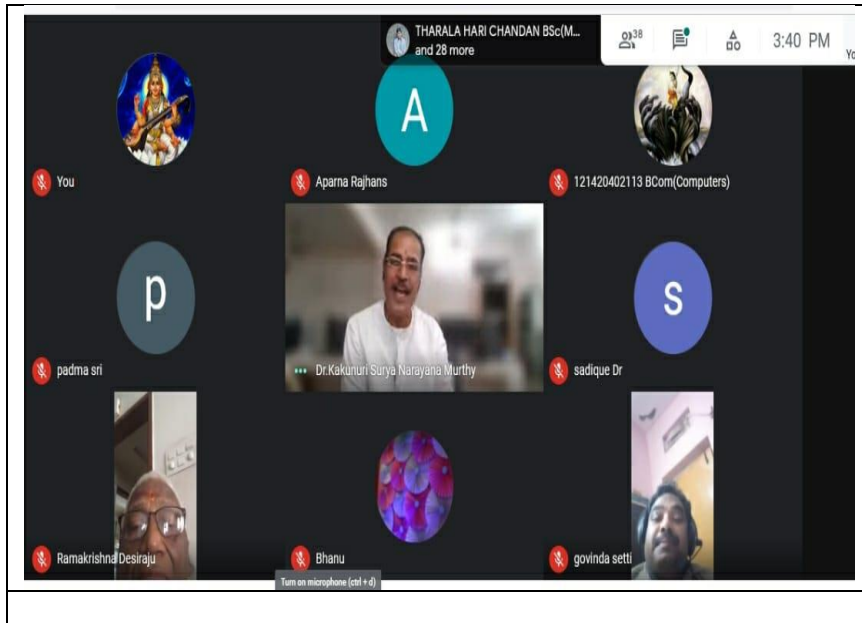 THARALA HARI CHANDAN BSc(M...
and 28 more
38
3:40 PM
Yo
You
A
Aparna Rajhans
121420402113 BCom(Computers)
p
padma sri
Dr.Kakunuri Surya Narayana Murthy
s
sadique Dr
Ramakrishna Desiraju
Bhanu
govinda setti
Turn on microphone (ctrl + d)